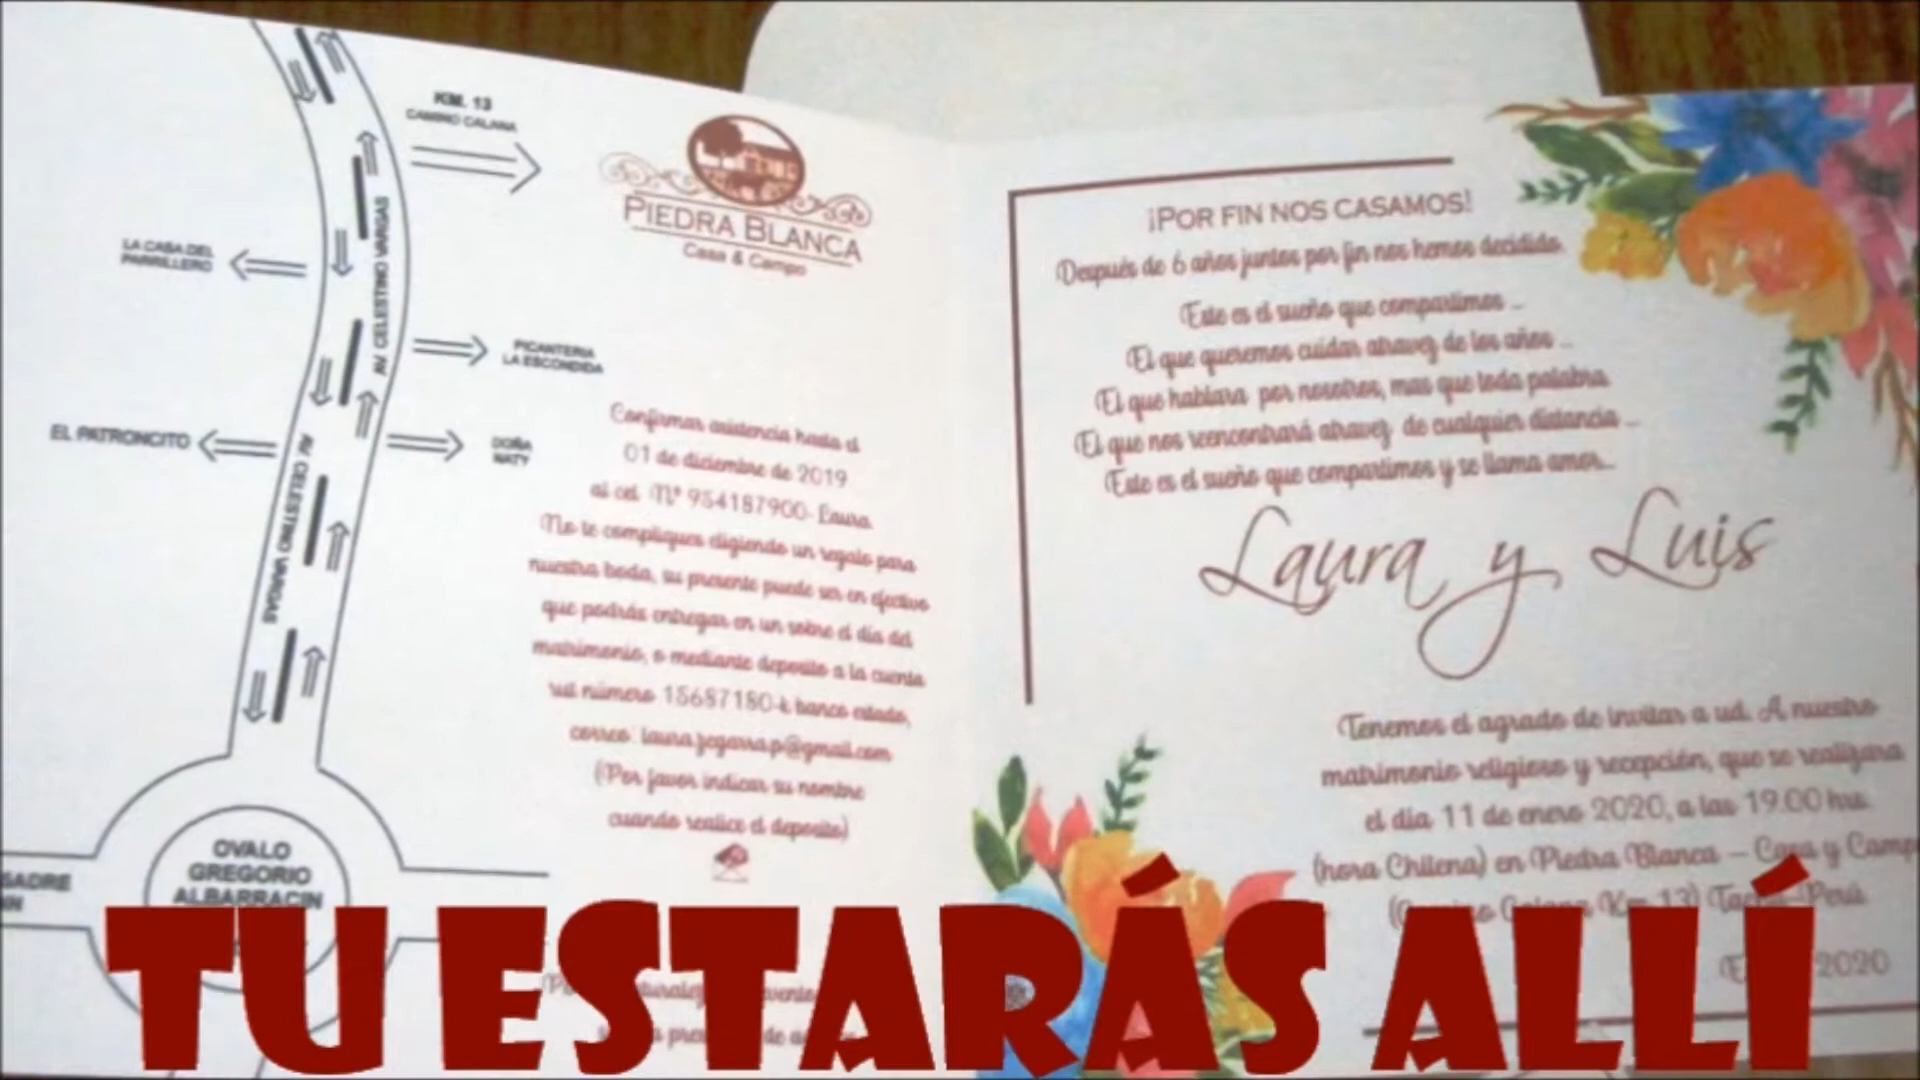 KM. 13
CAMINO CALANA
LA CASA DEL
PARRILLERO
AV CELESTINO VARGAS
PICANTERIA
LA ESCONDIDA
EL PATRONCITO
DOÑA
NATY
AV CELESTINO VARGAS
OVALO
GREGORIO
ALBARRACIN
PIEDRA BLANCA
Casa & Campo
Confirmar asistencia hasta el
01 de diciembre de 2019
al cel. N° 954187900- Laura
No te compliques eligiendo un regalo para
nuestra boda, su presente puede ser en efectivo
que podrás entregar en un sobre el día del
matrimonio, o mediante deposito a la cuenta
rut número 15687180-k banco estado,
correo: laura.zegarra.p@gmail.com
(Por favor indicar su nombre
cuando realice el deposito)
¡POR FIN NOS CASAMOS!
Después de 6 años juntos por fin nos hemos decidido
Este es el sueño que compartimos ...
El que queremos cuidar atravez de los años ...
El que hablara por nosotros, mas que toda palabra
El que nos reencontrará atravez de cualquier distancia ...
Este es el sueño que compartimos y se llama amor...
Laura y Luis
Tenemos el agrado de invitar a ud. A nuestro
matrimonio religioso y recepción, que se realizara
el día 11 de enero 2020, a las 19.00 hrs.
(hora Chilena) en Piedra Blanca – Casa y Camp
Km 13) Perú
2020
TU ESTARÁS ALLÍ